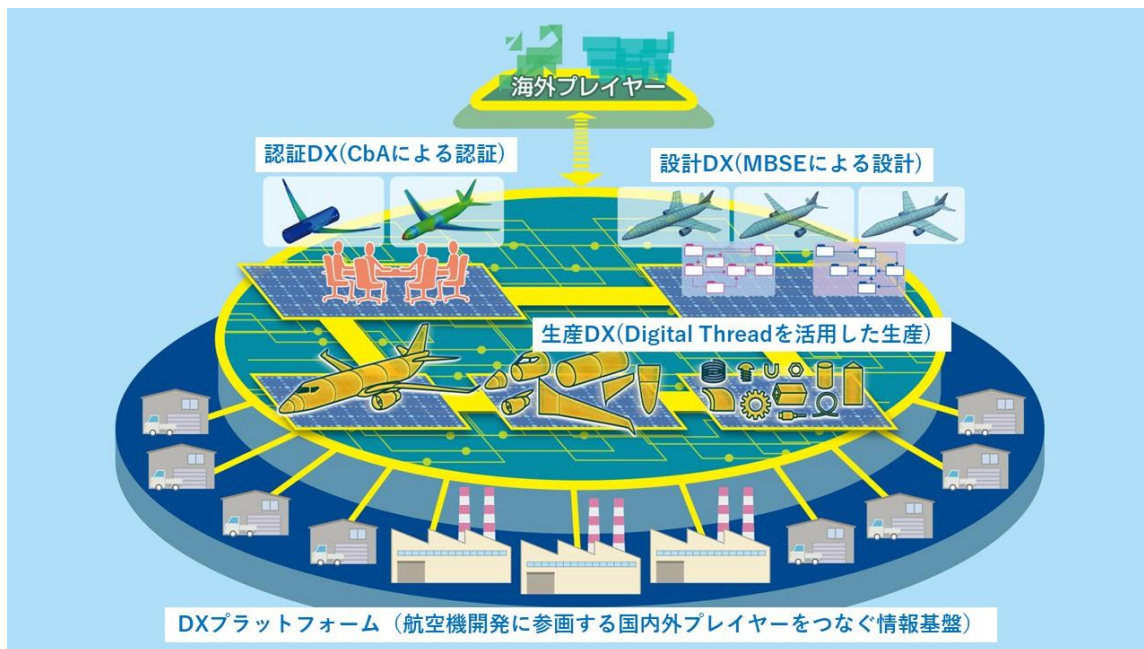 海外プレイヤー
認証DX(CbAによる認証)
設計DX(MBSEによる設計)
生産DX(Digital Threadを活用した生産)
DXプラットフォーム（航空機開発に参画する国内外プレイヤーをつなぐ情報基盤）